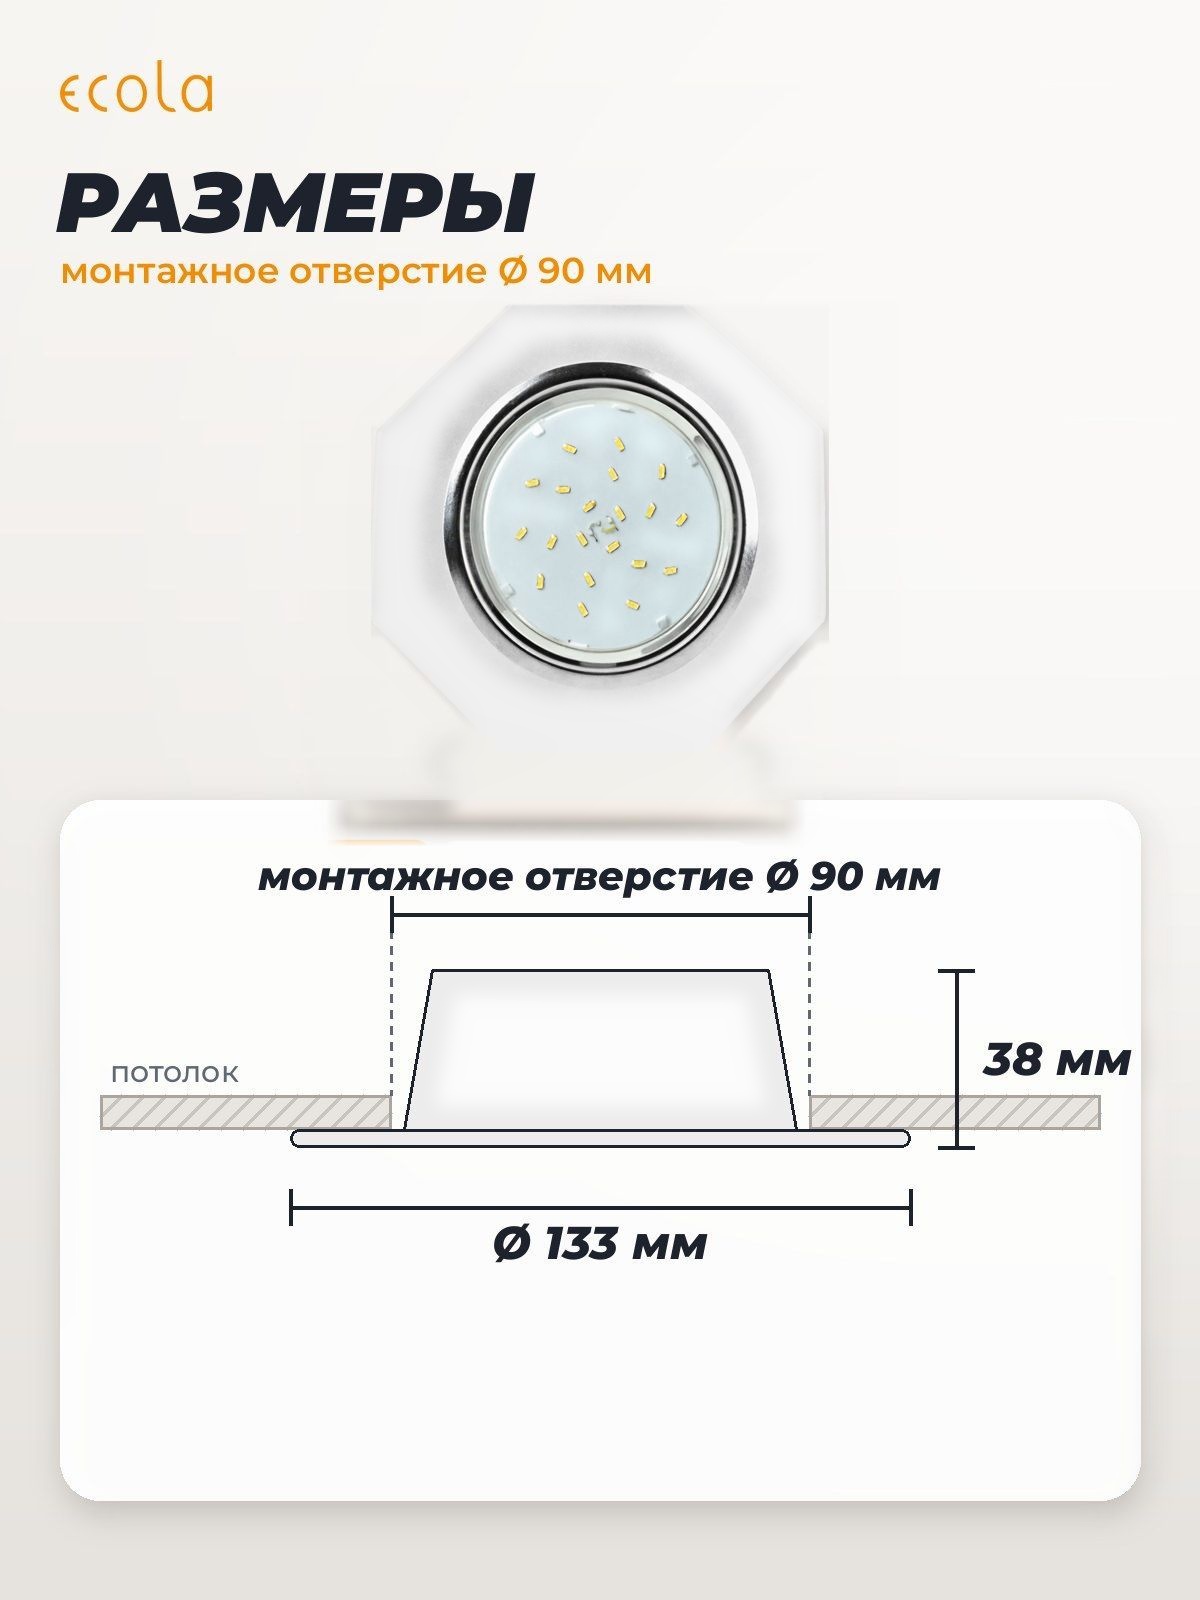 ecola
РАЗМЕРЫ
монтажное отверстие Ø 90 мм
монтажное отверстие Ø 90 мм
38 мм
потолок
Ø 133 мм